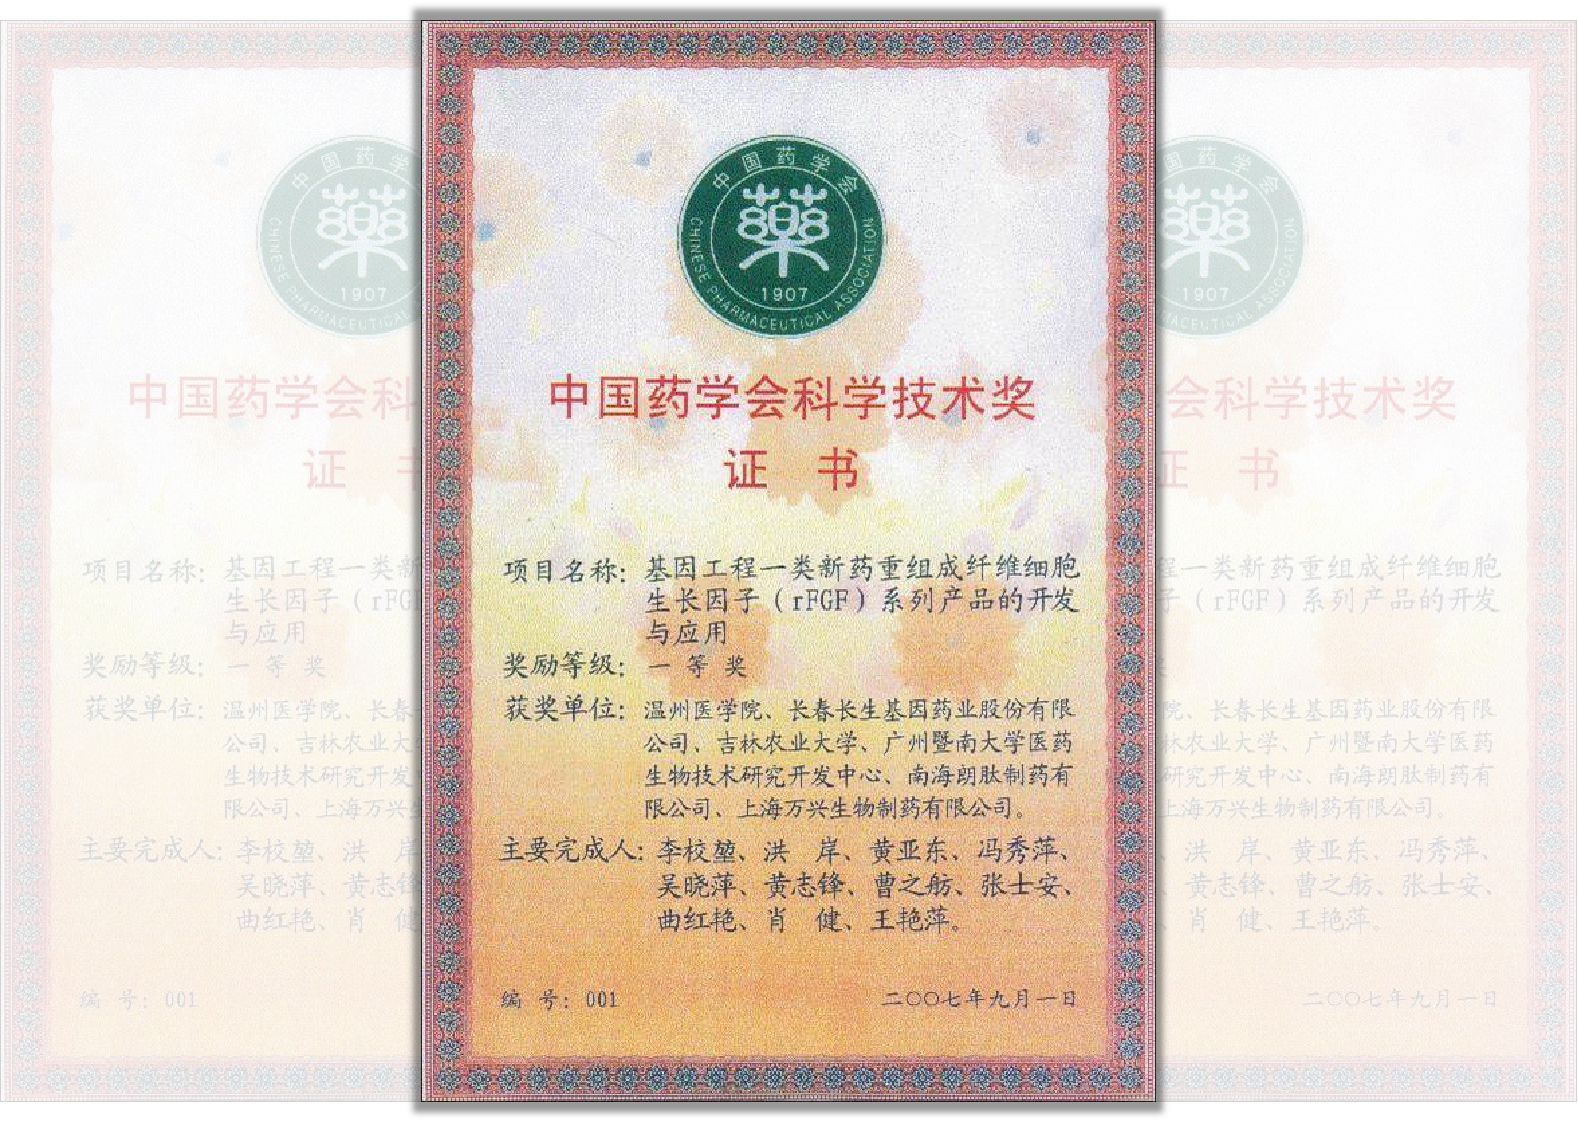 中国药学会
藥
1907
CHINESE PHARMACEUTICAL ASSOCIATION
中国药学会科学技术奖
证 书
项目名称：基因工程一类新药重组成纤维细胞
生长因子（rFGF）系列产品的开发
与应用
奖励等级：一 等 奖
获奖单位：温州医学院、长春长生基因药业股份有限
公司、吉林农业大学、广州暨南大学医药
生物技术研究开发中心、南海朗肽制药有
限公司、上海万兴生物制药有限公司。
主要完成人：李校堃、洪 岸、黄亚东、冯秀萍、
吴晓萍、黄志锋、曹之舫、张士安、
曲红艳、肖 健、王艳萍。
编 号：001 二〇〇七年九月一日